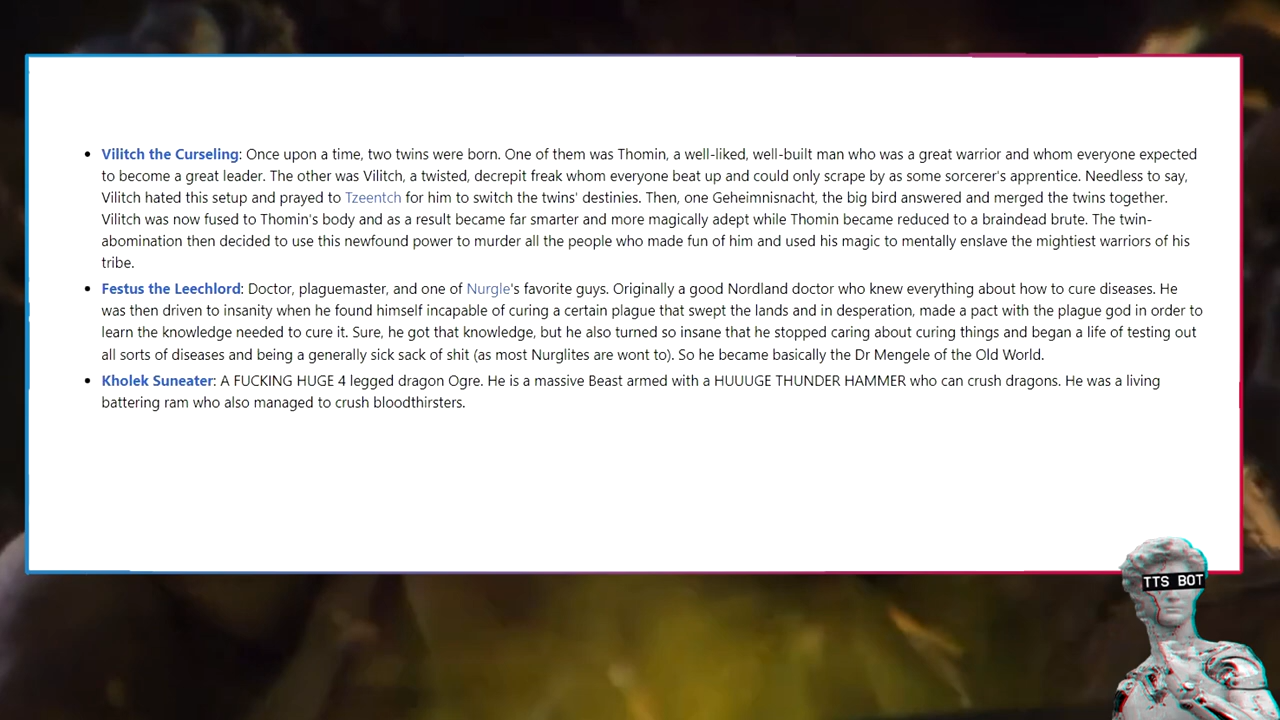 Vilitch the Curseling: Once upon a time, two twins were born. One of them was Thomin, a well-liked, well-built man who was a great warrior and whom everyone expected
to become a great leader. The other was Vilitch, a twisted, decrepit freak whom everyone beat up and could only scrape by as some sorcerer's apprentice. Needless to say,
Vilitch hated this setup and prayed to Tzeentch for him to switch the twins' destinies. Then, one Geheimnisnacht, the big bird answered and merged the twins together.
Vilitch was now fused to Thomin's body and as a result became far smarter and more magically adept while Thomin became reduced to a braindead brute. The twin-
abomination then decided to use this newfound power to murder all the people who made fun of him and used his magic to mentally enslave the mightiest warriors of his
tribe.
Festus the Leechlord: Doctor, plaguemaster, and one of Nurgle's favorite guys. Originally a good Nordland doctor who knew everything about how to cure diseases. He
was then driven to insanity when he found himself incapable of curing a certain plague that swept the lands and in desperation, made a pact with the plague god in order to
learn the knowledge needed to cure it. Sure, he got that knowledge, but he also turned so insane that he stopped caring about curing things and began a life of testing out
all sorts of diseases and being a generally sick sack of shit (as most Nurglites are wont to). So he became basically the Dr Mengele of the Old World.
Kholek Suneater: A FUCKING HUGE 4 legged dragon Ogre. He is a massive Beast armed with a HUUUGE THUNDER HAMMER who can crush dragons. He was a living
battering ram who also managed to crush bloodthirsters.
TTS BOT